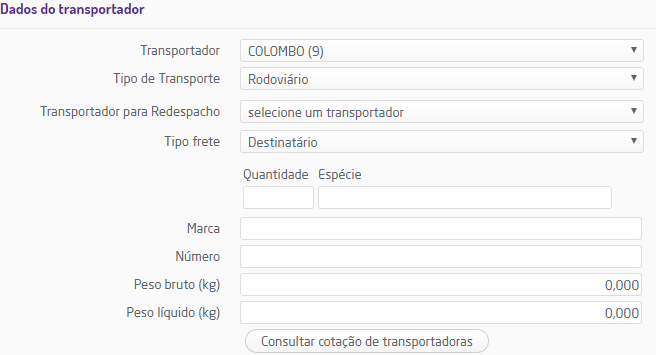 Dados do transportador
Transportador COLOMBO (9)
Tipo de Transporte Rodoviário
Transportador para Redespacho selecione um transportador
Tipo frete Destinatário
Quantidade Espécie
Marca
Número
Peso bruto (kg) 0,000
Peso líquido (kg) 0,000
Consultar cotação de transportadoras